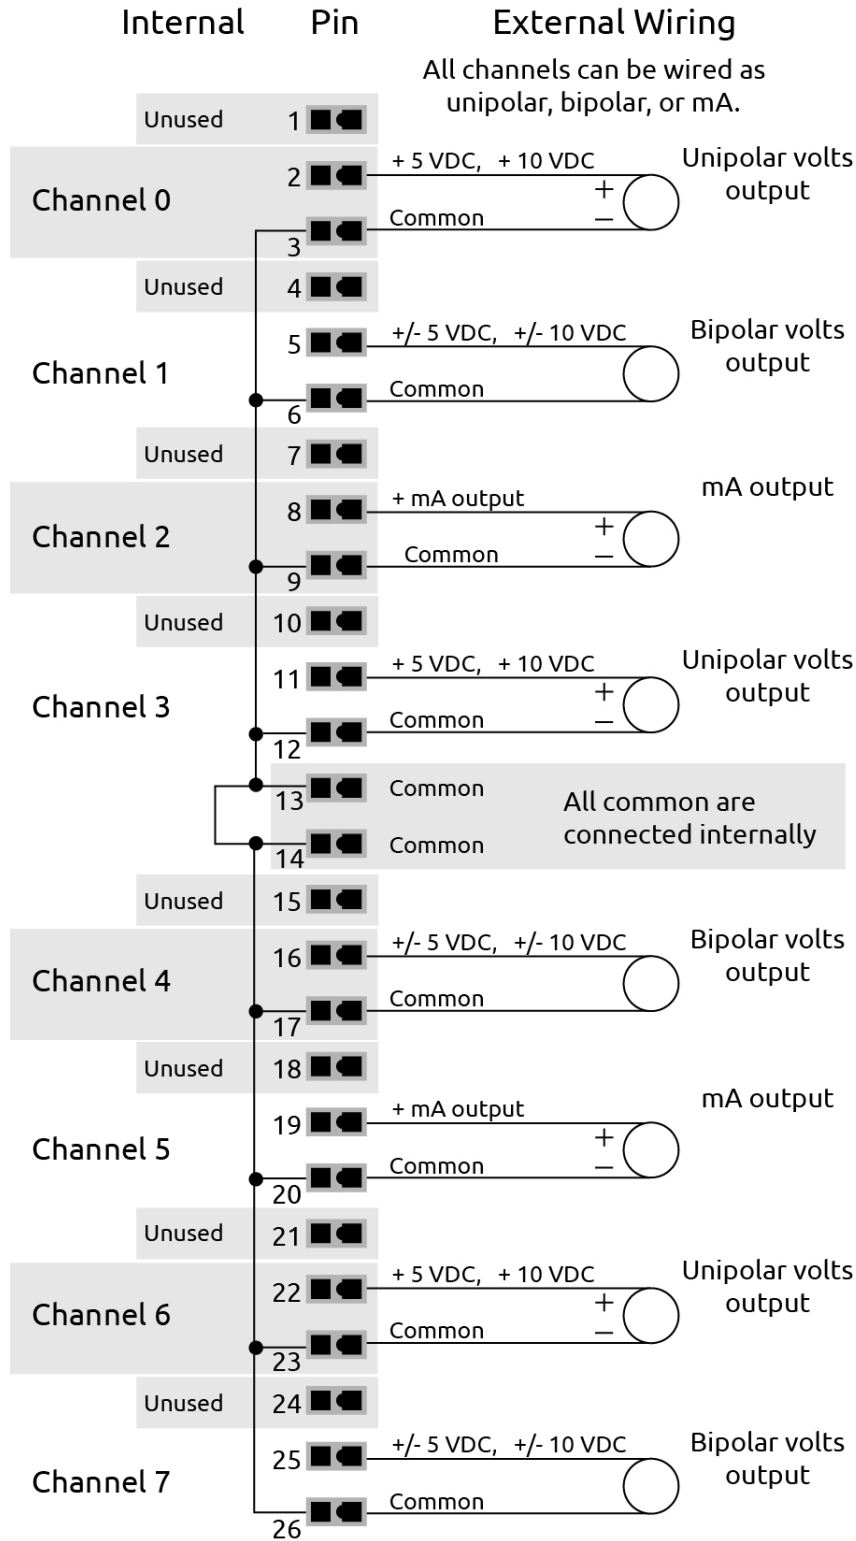 Internal Pin External Wiring
All channels can be wired as
unipolar, bipolar, or mA.
Unused 1
Channel 0
2 + 5 VDC, + 10 VDC
+
−
Unipolar volts
output
3 Common
Unused 4
Channel 1
5 +/- 5 VDC, +/- 10 VDC
Bipolar volts
output
6 Common
Unused 7
Channel 2
8 + mA output
+
−
mA output
9 Common
Unused 10
Channel 3
11 + 5 VDC, + 10 VDC
+
−
Unipolar volts
output
12 Common
13 Common
14 Common
All common are
connected internally
Unused 15
Channel 4
16 +/- 5 VDC, +/- 10 VDC
Bipolar volts
output
17 Common
Unused 18
Channel 5
19 + mA output
+
−
mA output
20 Common
Unused 21
Channel 6
22 + 5 VDC, + 10 VDC
+
−
Unipolar volts
output
23 Common
Unused 24
Channel 7
25 +/- 5 VDC, +/- 10 VDC
Bipolar volts
output
26 Common